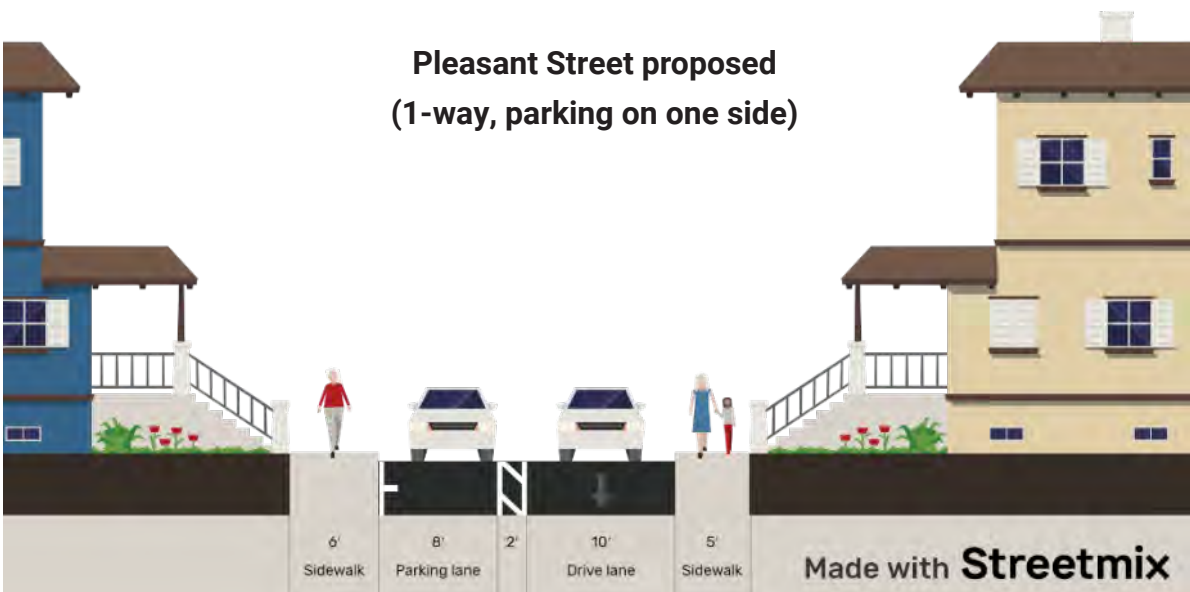 Pleasant Street proposed
(1-way, parking on one side)
6' 8' 2' 10' 5'
Sidewalk Parking lane Drive lane Sidewalk
Made with Streetmix